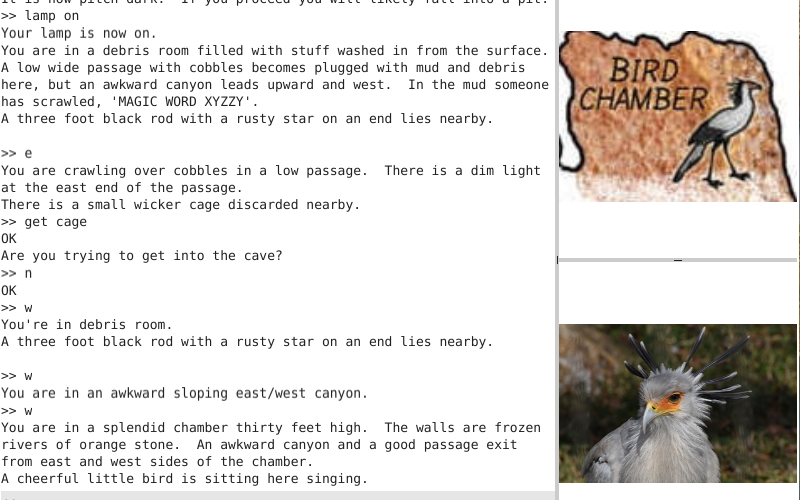 It is now pitch dark.  If you proceed you will likely fall into a pit.
>> lamp on
Your lamp is now on.
You are in a debris room filled with stuff washed in from the surface.
A low wide passage with cobbles becomes plugged with mud and debris
here, but an awkward canyon leads upward and west.  In the mud someone
has scrawled, 'MAGIC WORD XYZZY'.
A three foot black rod with a rusty star on an end lies nearby.
>> e
You are crawling over cobbles in a low passage.  There is a dim light
at the east end of the passage.
There is a small wicker cage discarded nearby.
>> get cage
OK
Are you trying to get into the cave?
>> n
OK
>> w
You're in debris room.
A three foot black rod with a rusty star on an end lies nearby.
>> w
You are in an awkward sloping east/west canyon.
>> w
You are in a splendid chamber thirty feet high.  The walls are frozen
rivers of orange stone.  An awkward canyon and a good passage exit
from east and west sides of the chamber.
A cheerful little bird is sitting here singing.
BIRD
CHAMBER